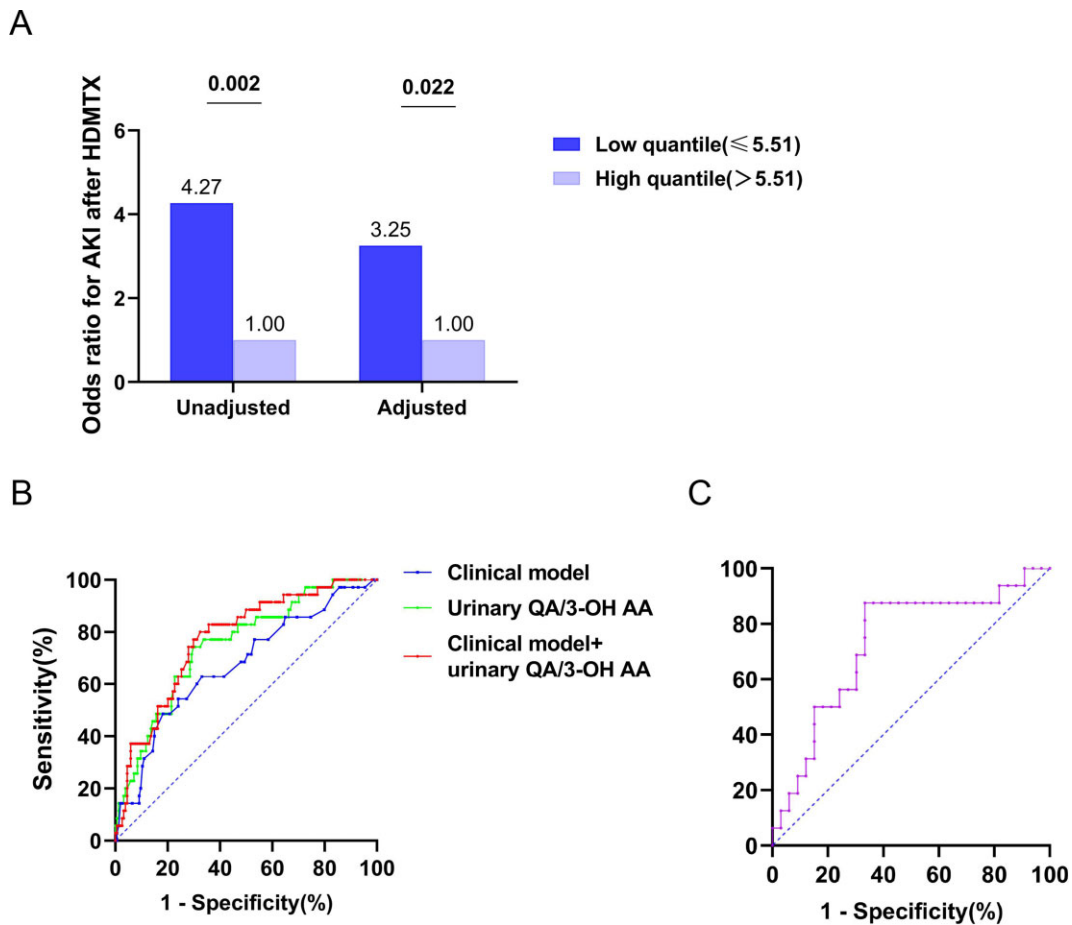 A
0.002
0.022
Odds ratio for AKI after HDMTX
6
4
2
0
4.27
1.00
3.25
1.00
Unadjusted
Adjusted
Low quantile(≤5.51)
High quantile(>5.51)
B
Sensitivity(%)
100
80
60
40
20
0
0 20 40 60 80 100
1 - Specificity(%)
Clinical model
Urinary QA/3-OH AA
Clinical model+
urinary QA/3-OH AA
C
100
80
60
40
20
0
0 20 40 60 80 100
1 - Specificity(%)